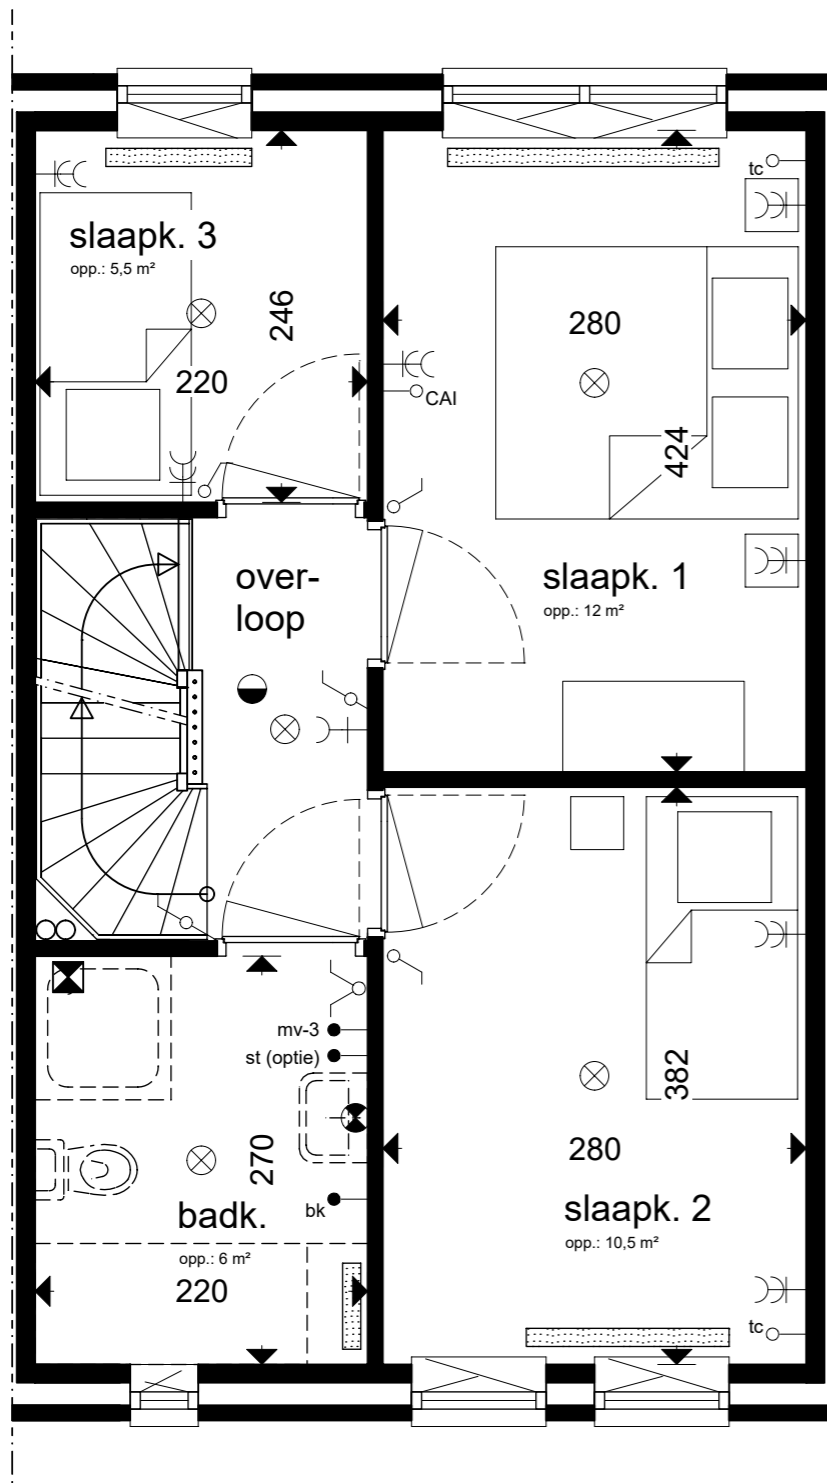 tc
slaapk. 3
opp.: 5,5 m²
246
280
220
CAI
424
over-
loop
slaapk. 1
opp.: 12 m²
mv-3
st (optie)
382
270
280
bk
badk.
slaapk. 2
opp.: 10,5 m²
opp.: 6 m²
220
tc